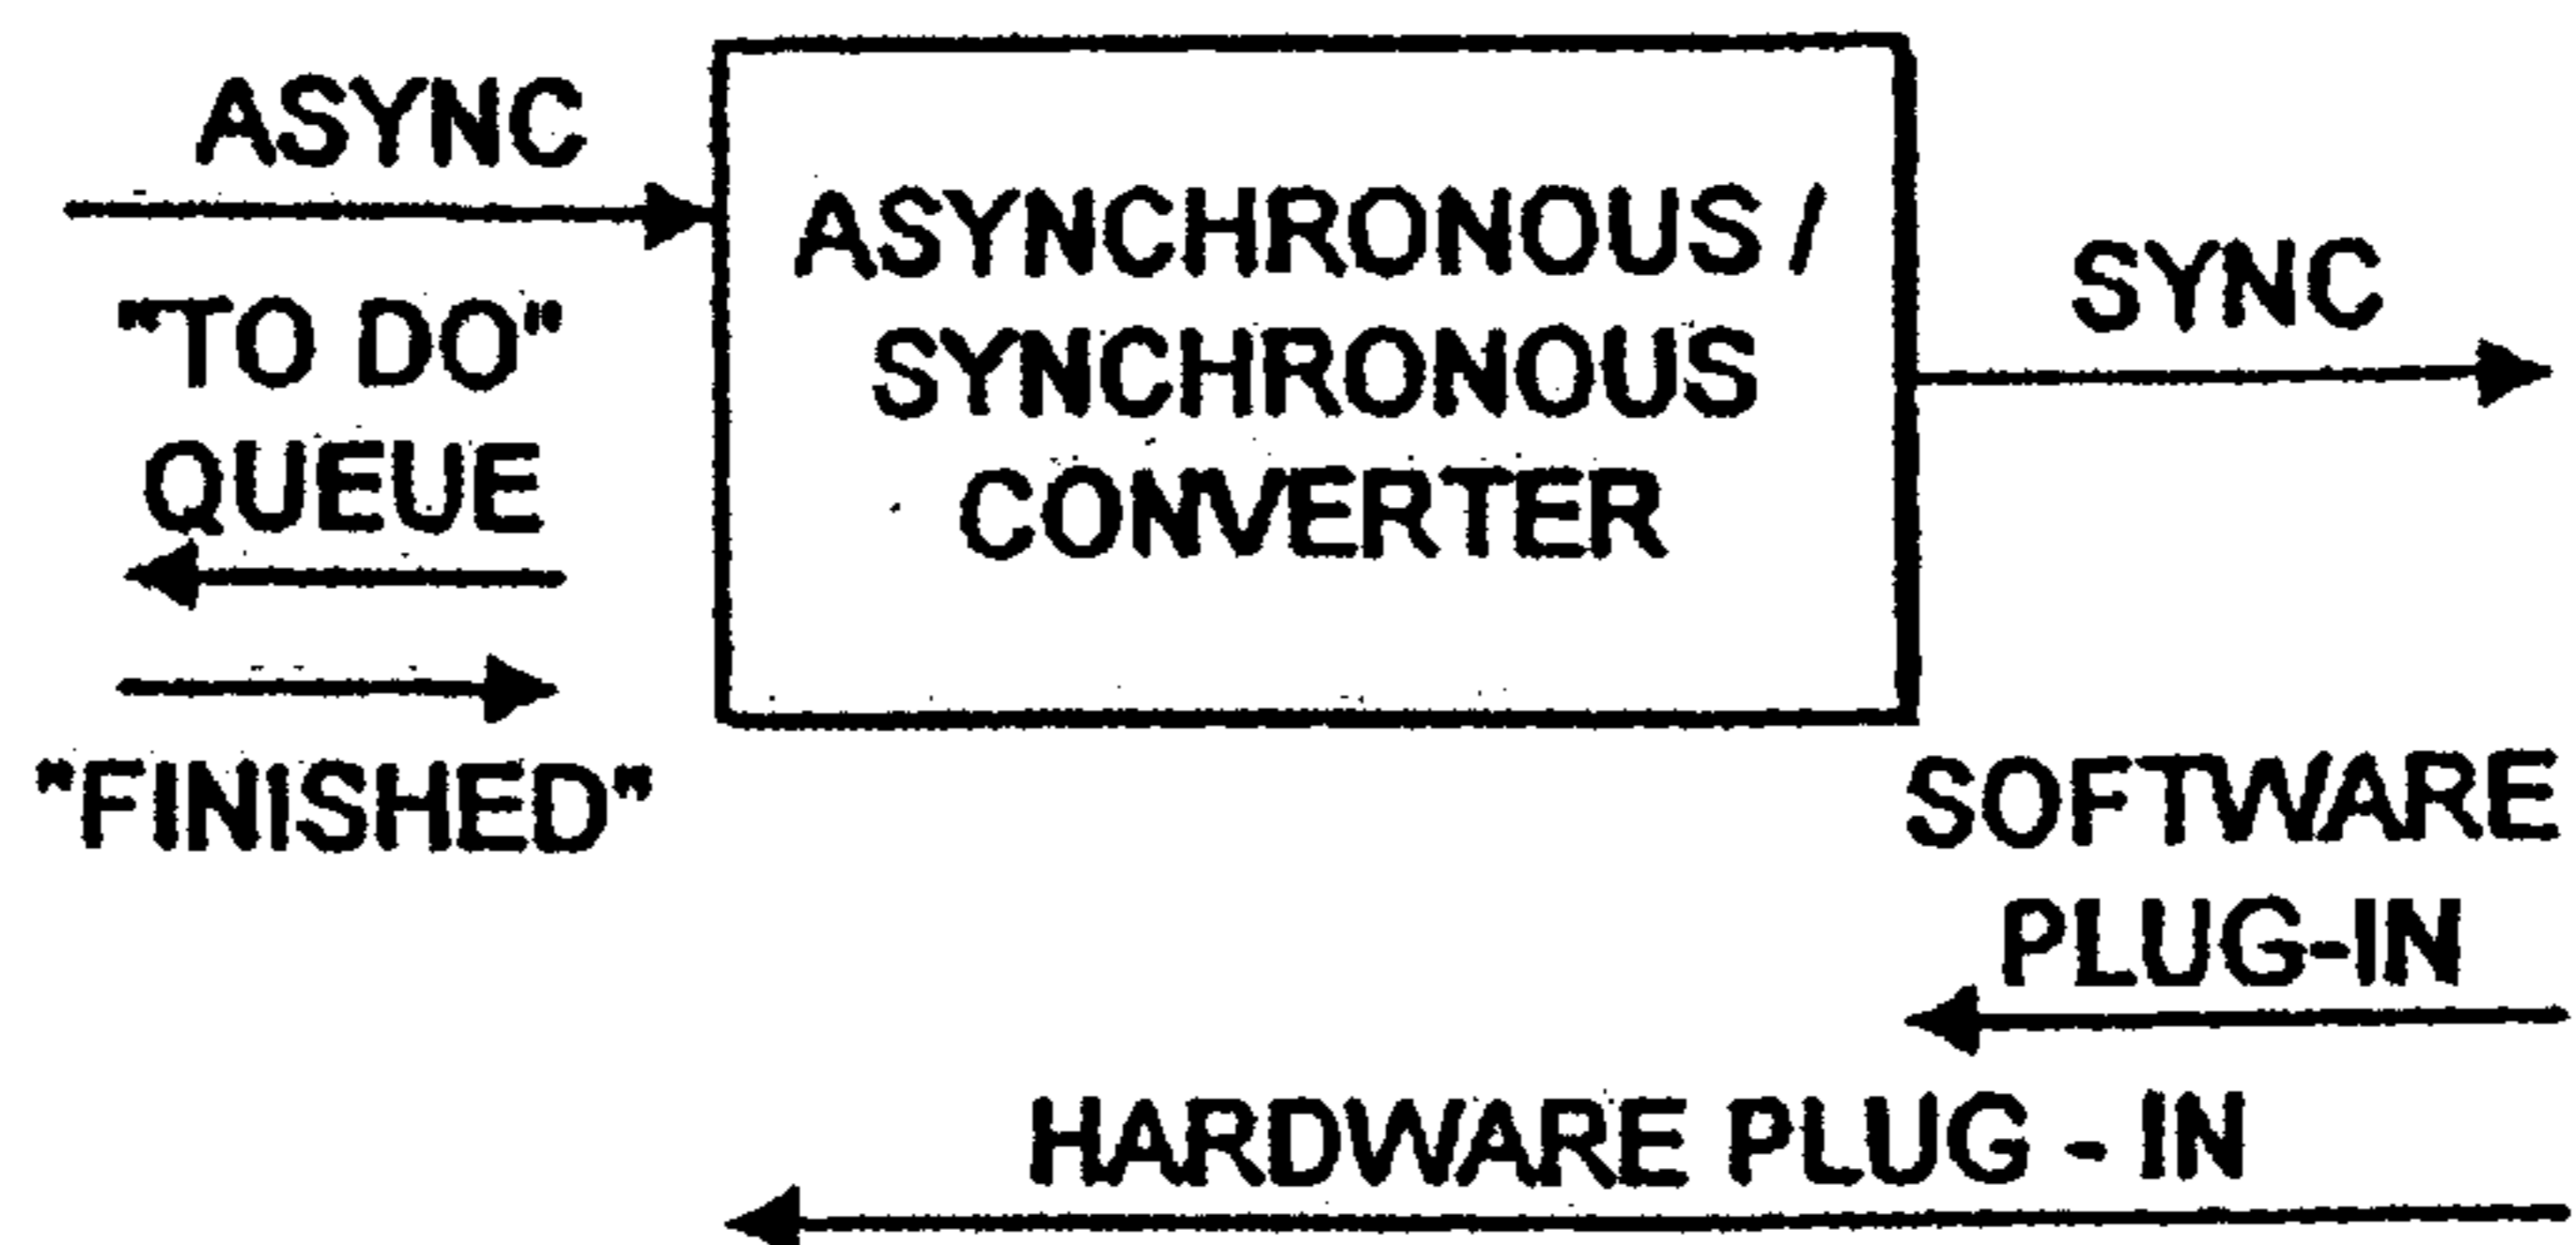 ASYNC
"TO DO"
QUEUE
"FINISHED"
ASYNCHRONOUS /
SYNCHRONOUS
CONVERTER
SYNC
SOFTWARE
PLUG-IN
HARDWARE PLUG - IN